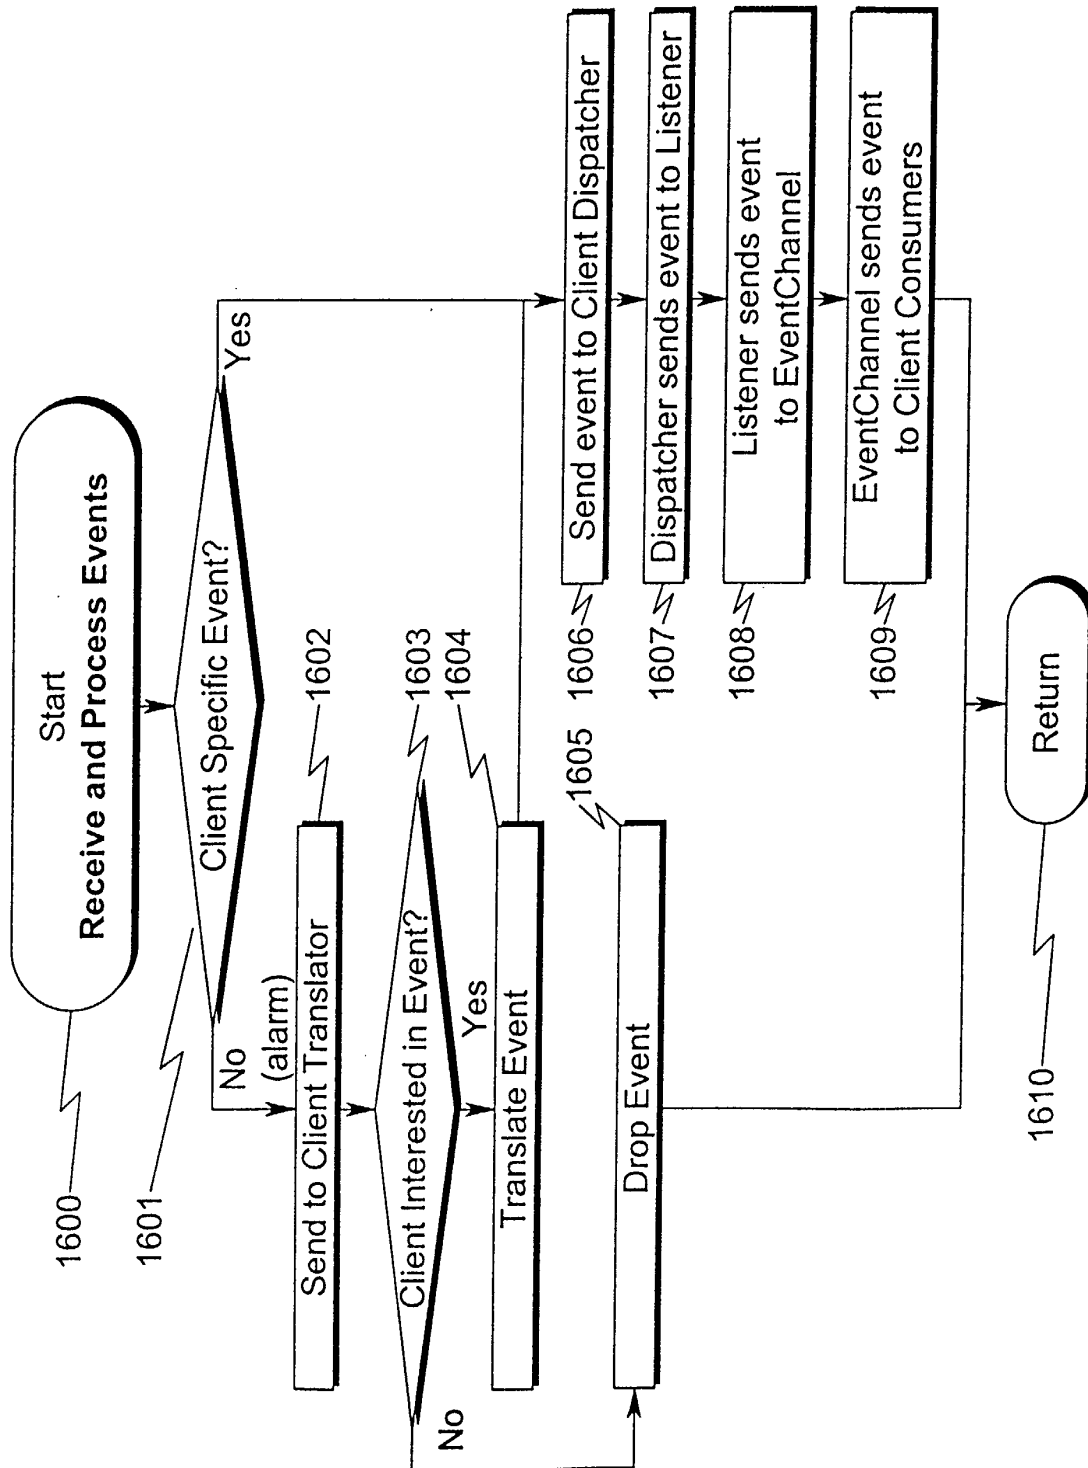 Start
Receive and Process Events
1600
Client Specific Event?
1601
Yes
No
(alarm)
Send to Client Translator
1602
Client Interested in Event?
1603
Yes
No
Translate Event
1604
Drop Event
1605
Send event to Client Dispatcher
1606
Dispatcher sends event to Listener
1607
Listener sends event
to EventChannel
1608
EventChannel sends event
to Client Consumers
1609
Return
1610